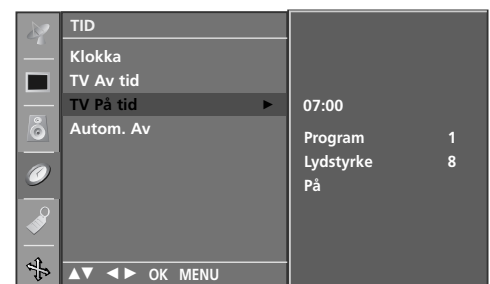 TID
Klokka
TV Av tid
TV På tid ►
Autom. Av
07:00
Program 1
Lydstyrke 8
På
▲▼ ◄► OK MENU